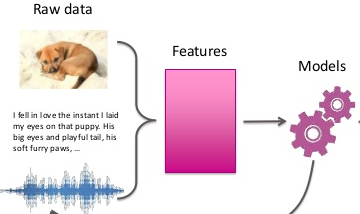 Raw data
Features
Models
I fell in love the instant I laid
my eyes on that puppy. His
big eyes and playful tail, his
soft furry paws, ...